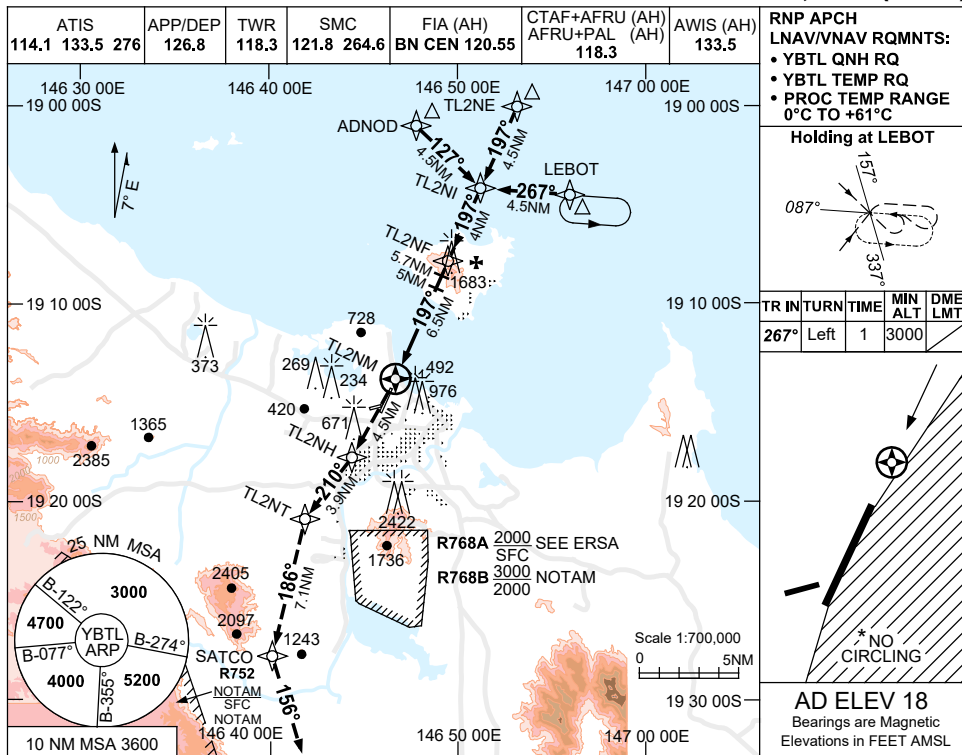 ATIS
114.1 133.5 276
APP/DEP
126.8
TWR
118.3
SMC
121.8 264.6
FIA (AH)
BN CEN 120.55
CTAF+AFRU (AH)
AFRU+PAL (AH)
118.3
AWIS (AH)
133.5
RNP APCH
LNAV/VNAV RQMNTS:
• YBTL QNH RQ
• YBTL TEMP RQ
• PROC TEMP RANGE
0°C TO +61°C
Holding at LEBOT
157°
087°
337°
TR IN TURN TIME MIN ALT DME LMT
267° Left 1 3000
146 30 00E
146 40 00E
146 50 00E
147 00 00E
19 00 00S
19 00 00S
7° E
ADNOD
TL2NE
127°
4.5NM
197°
4.5NM
LEBOT
TL2NI
267°
4.5NM
197°
4NM
TL2NF
5.7NM
5NM
1683
19 10 00S
19 10 00S
197°
6.5NM
728
373
TL2NM
269
234
492
976
420
671
4.5NM
1365
2385
1000
1500
TL2NH
210°
3.9NM
19 20 00S
19 20 00S
TL2NT
2422
1736
R768A 2000 SEE ERSA
SFC
R768B 3000 NOTAM
2000
186°
7.1NM
2405
2097
1243
SATCO
R752
NOTAM
SFC
NOTAM
156°
25 NM MSA
B-122°
3000
4700
YBTL
ARP
B-077°
B-274°
4000
B-355°
5200
10 NM MSA 3600
Scale 1:700,000
0 5NM
19 30 00S
146 40 00E
146 50 00E
147 00 00E
*NO
CIRCLING
AD ELEV 18
Bearings are Magnetic
Elevations in FEET AMSL